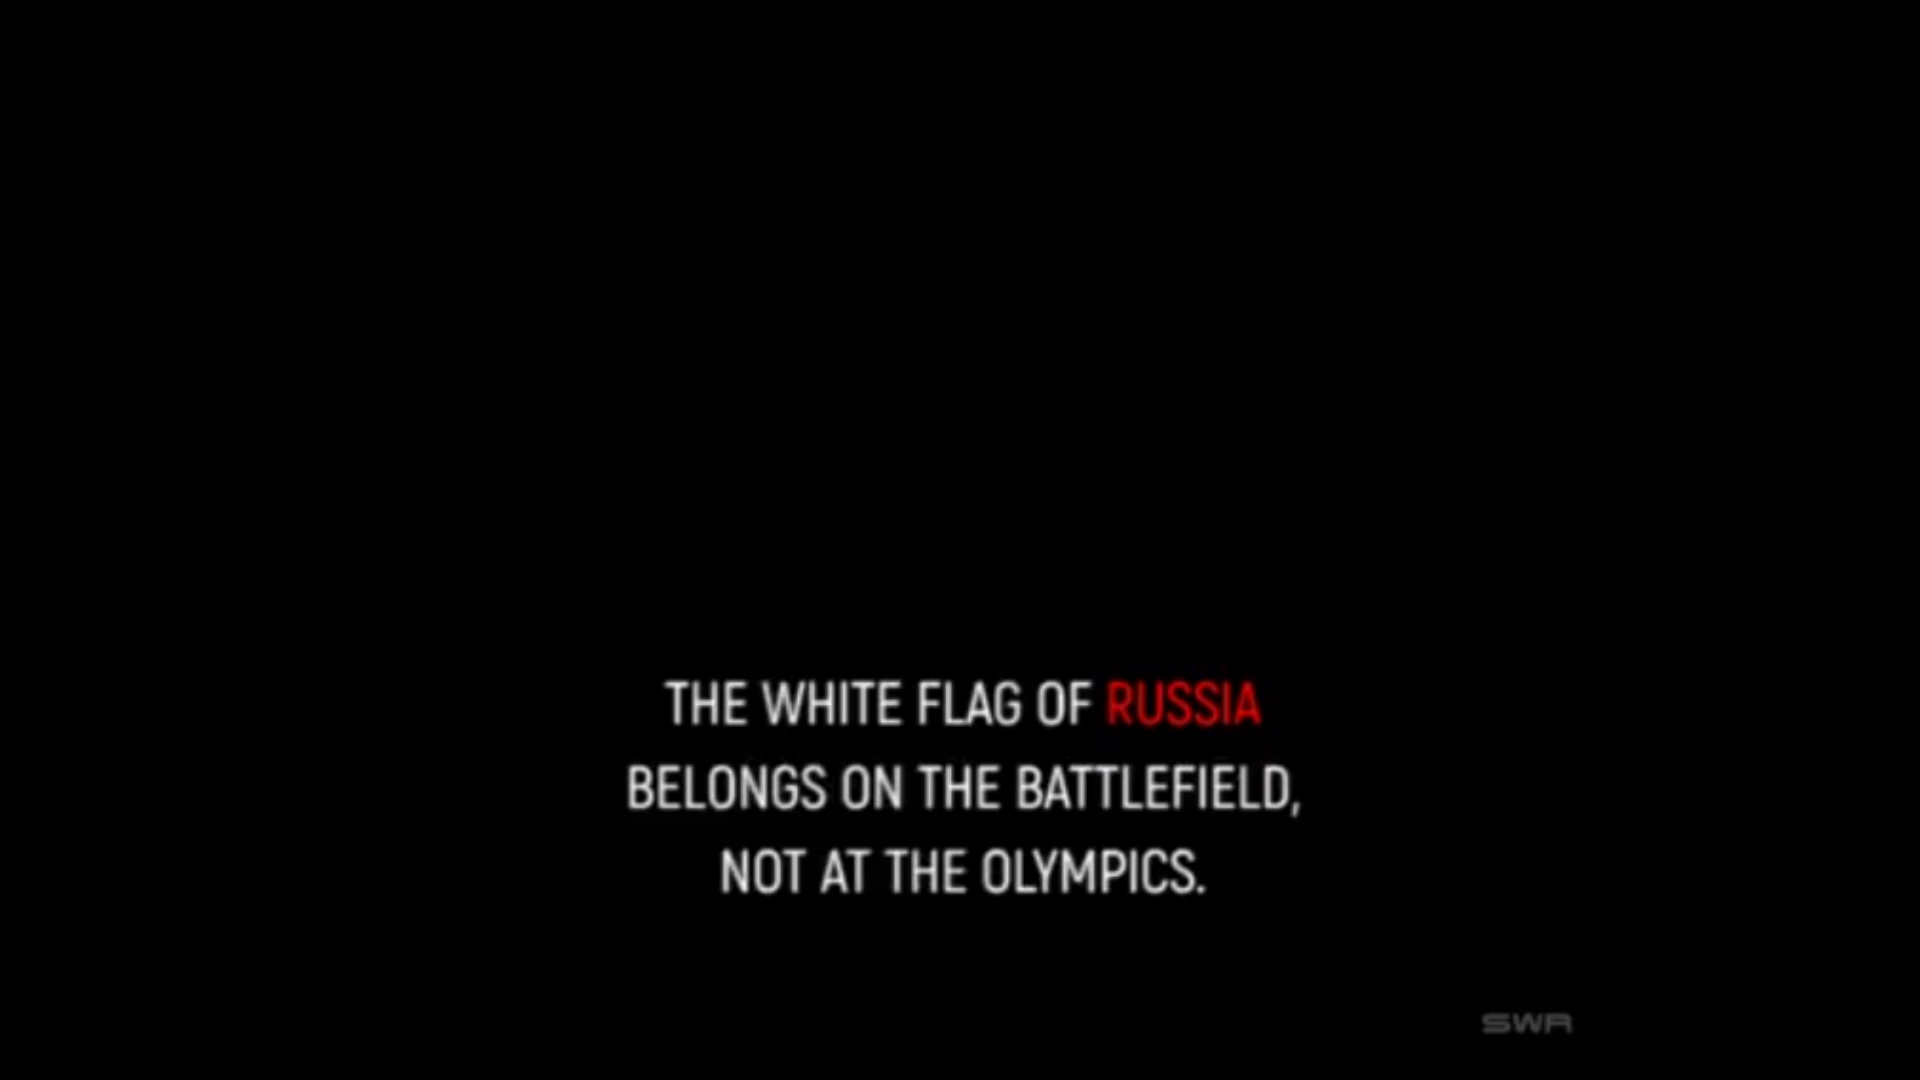 THE WHITE FLAG OF RUSSIA
BELONGS ON THE BATTLEFIELD,
NOT AT THE OLYMPICS.
SWR